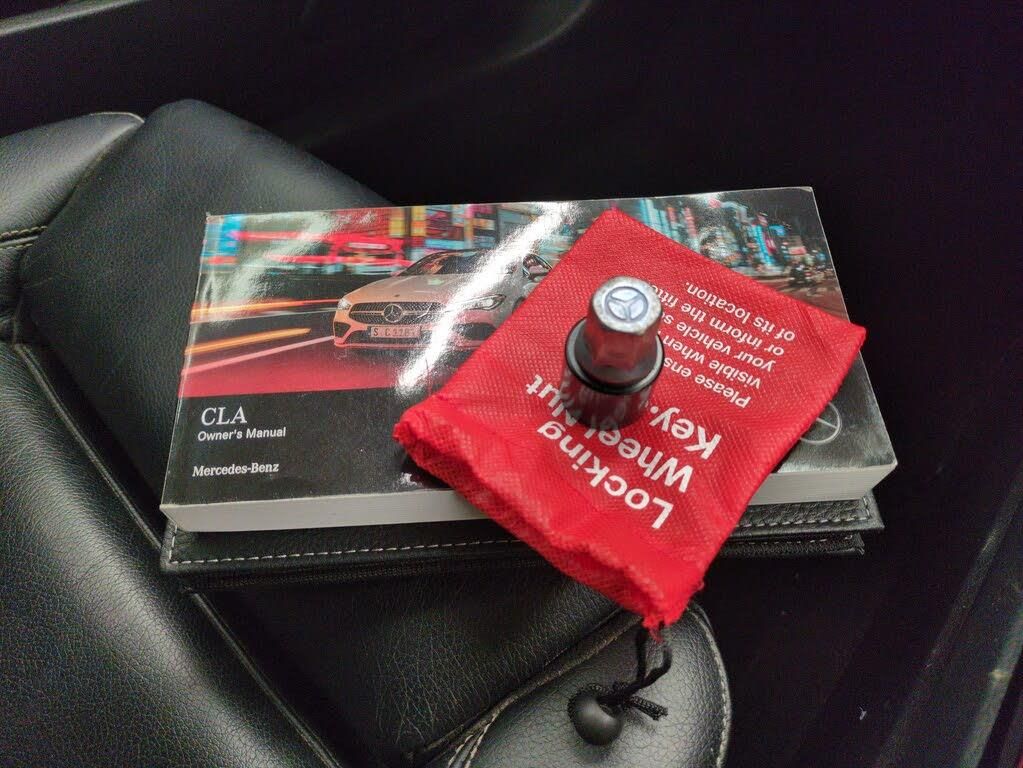 CLA
Owner's Manual
Mercedes-Benz
Locking
Wheel Nut
Key.
Please
visible when
your vehicle
or inform the
of its location.